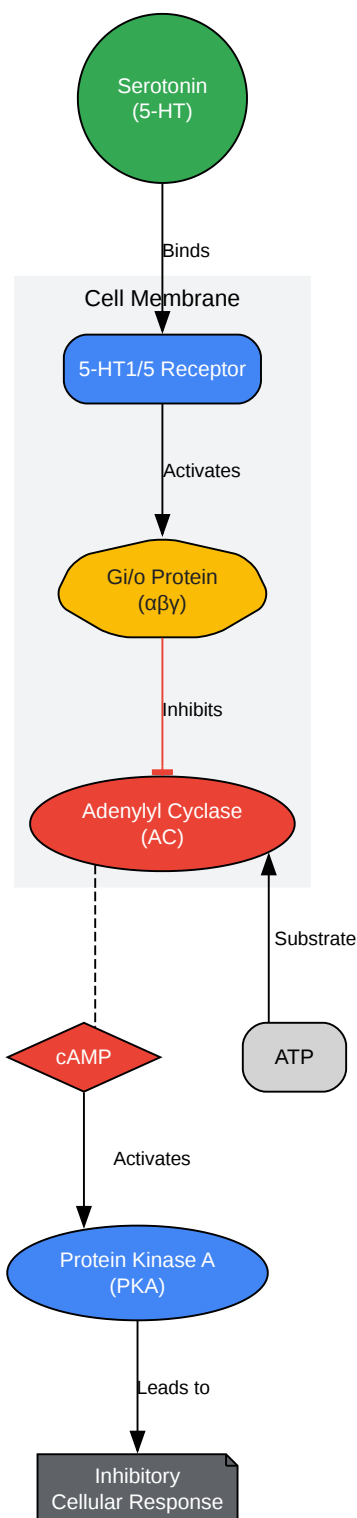 Serotonin
(5-HT)
Binds
Cell Membrane
5-HT1/5 Receptor
Activates
Gi/o Protein
(αβγ)
Inhibits
Adenylyl Cyclase
(AC)
Substrate
cAMP
ATP
Activates
Protein Kinase A
(PKA)
Leads to
Inhibitory
Cellular Response